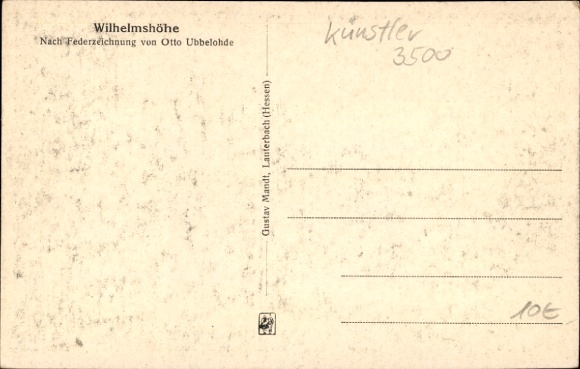 Wilhelmshöhe
Nach Federzeichnung von Otto Ubbelohde
Gustav Mandt, Lauterbach (Hessen)
Künstler
3500
10€